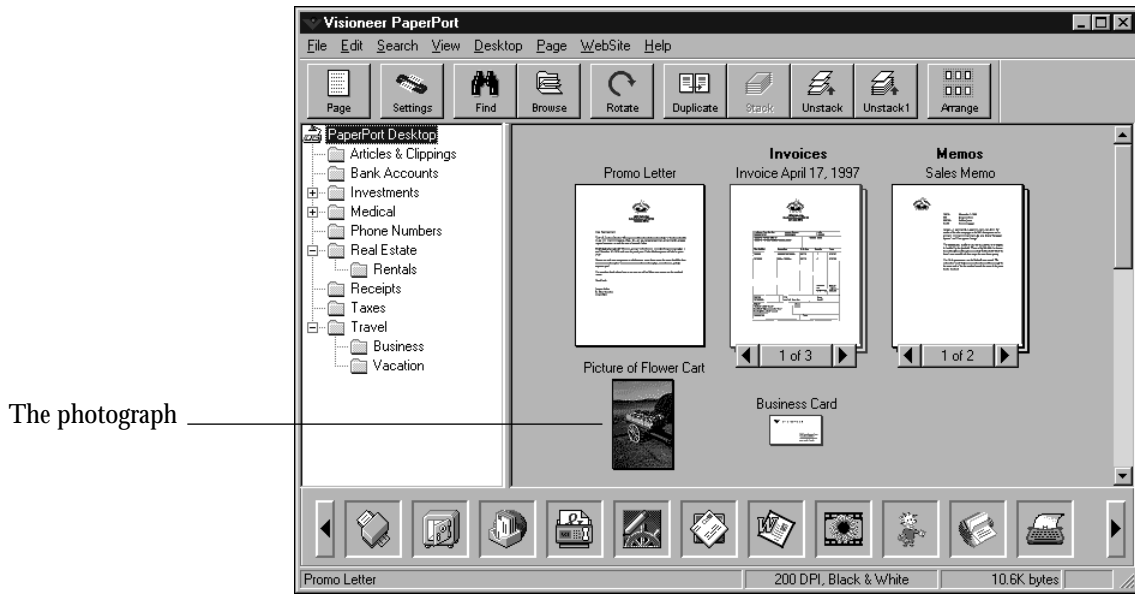 Visioneer PaperPort
File Edit Search View Desktop Page WebSite Help
Page Settings Find Browse Rotate Duplicate Stack Unstack Unstack1 Arrange
PaperPort Desktop
Articles & Clippings
Bank Accounts
Investments
Medical
Phone Numbers
Real Estate
Rentals
Receipts
Taxes
Travel
Business
Vacation
Invoices
Memos
Promo Letter
Invoice April 17, 1997
Sales Memo
1 of 3
1 of 2
Picture of Flower Cart
Business Card
The photograph
Promo Letter
200 DPI, Black & White
10.6K bytes